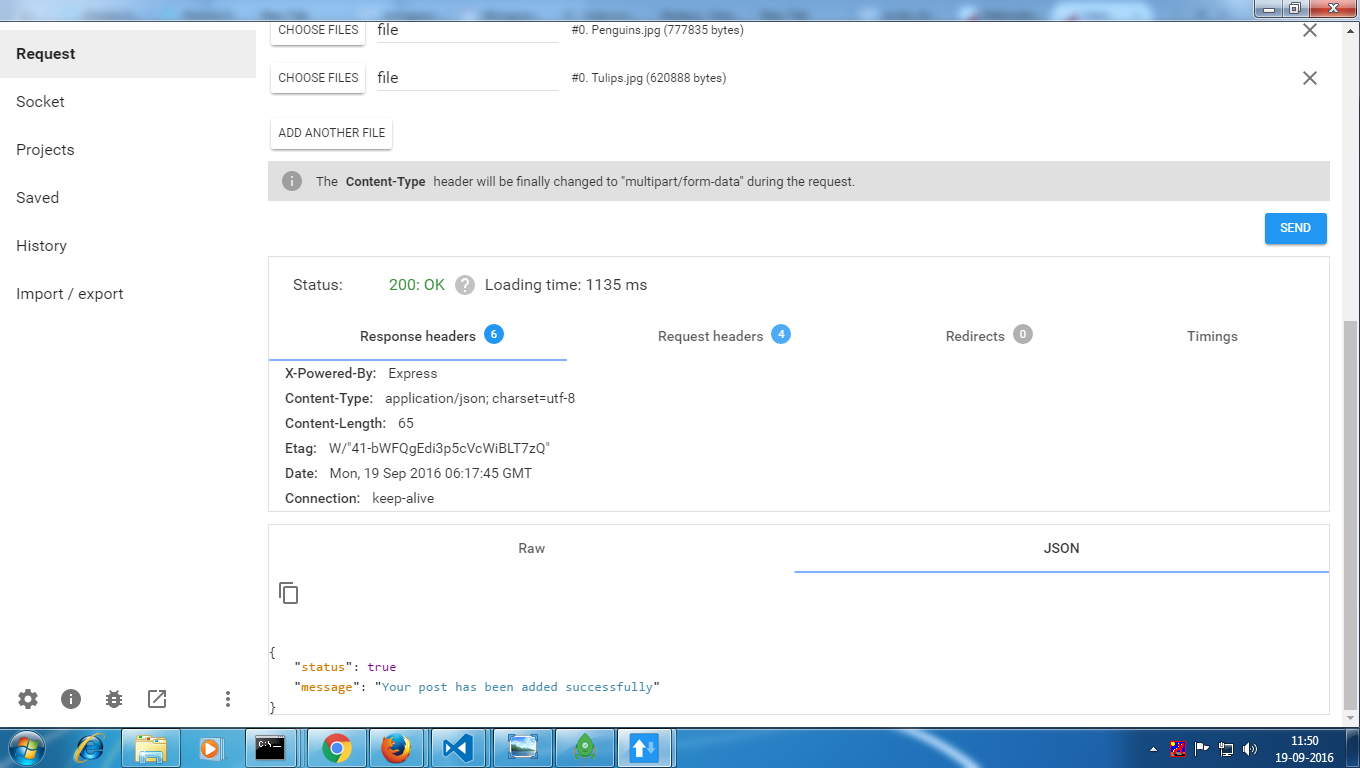 CHOOSE FILES file #0. Penguins.jpg (777835 bytes)
Request
CHOOSE FILES file #0. Tulips.jpg (620888 bytes)
Socket
ADD ANOTHER FILE
Projects
The Content-Type header will be finally changed to "multipart/form-data" during the request.
Saved
SEND
History
Import / export
Status: 200: OK ? Loading time: 1135 ms
Response headers 6 Request headers 4 Redirects 0 Timings
X-Powered-By: Express
Content-Type: application/json; charset=utf-8
Content-Length: 65
Etag: W/"41-bWFQgEdi3p5cVcWiBLT7zQ"
Date: Mon, 19 Sep 2016 06:17:45 GMT
Connection: keep-alive
Raw JSON
{
"status": true
"message": "Your post has been added successfully"
}
11:50
19-09-2016